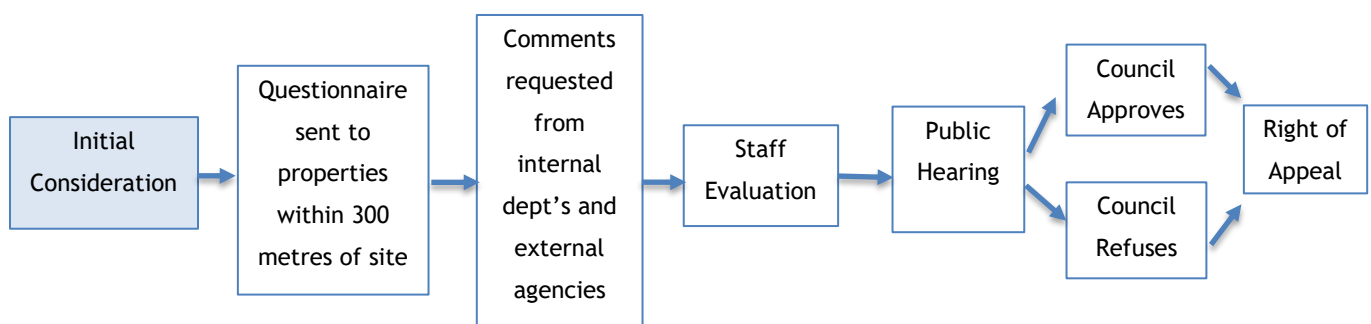 Initial
Consideration
Questionnaire
sent to
properties
within 300
metres of site
Comments
requested
from
internal
dept’s and
external
agencies
Staff
Evaluation
Public
Hearing
Council
Approves
Council
Refuses
Right of
Appeal